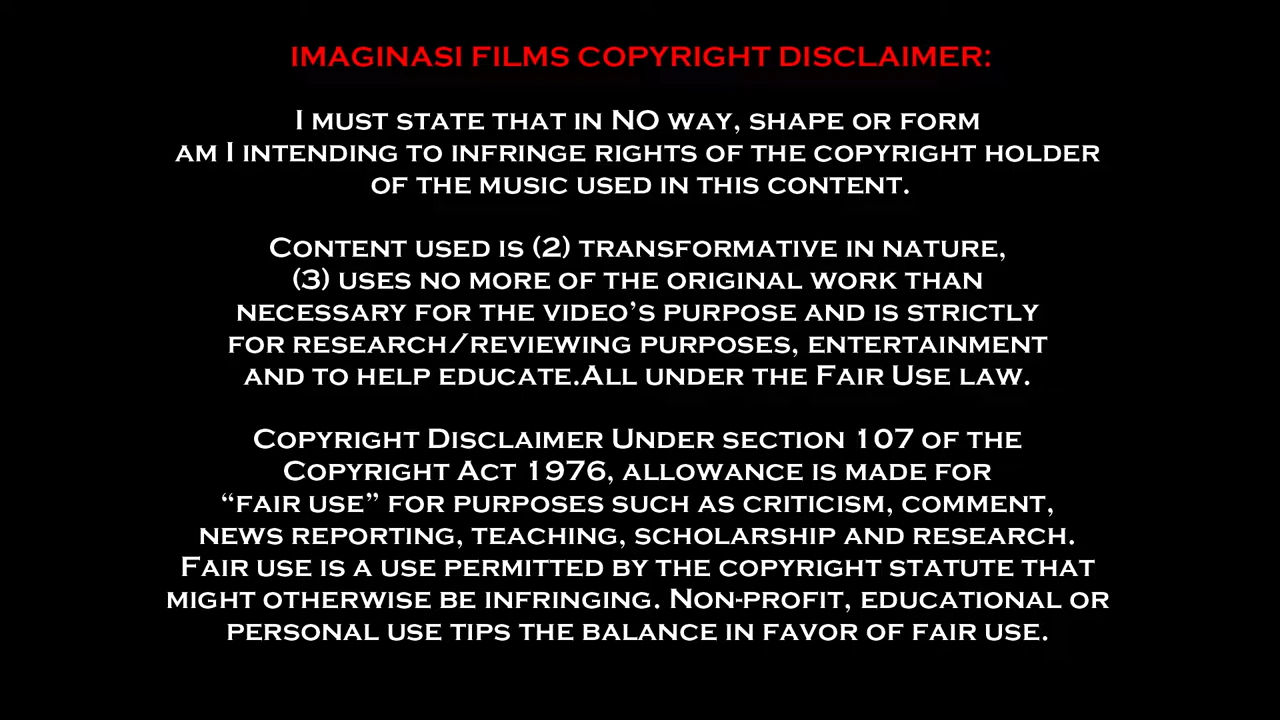 IMAGINASI FILMS COPYRIGHT DISCLAIMER:
I MUST STATE THAT IN NO WAY, SHAPE OR FORM
AM I INTENDING TO INFRINGE RIGHTS OF THE COPYRIGHT HOLDER
OF THE MUSIC USED IN THIS CONTENT.
CONTENT USED IS (2) TRANSFORMATIVE IN NATURE,
(3) USES NO MORE OF THE ORIGINAL WORK THAN
NECESSARY FOR THE VIDEO’S PURPOSE AND IS STRICTLY
FOR RESEARCH/REVIEWING PURPOSES, ENTERTAINMENT
AND TO HELP EDUCATE.ALL UNDER THE FAIR USE LAW.
COPYRIGHT DISCLAIMER UNDER SECTION 107 OF THE
COPYRIGHT ACT 1976, ALLOWANCE IS MADE FOR
“FAIR USE” FOR PURPOSES SUCH AS CRITICISM, COMMENT,
NEWS REPORTING, TEACHING, SCHOLARSHIP AND RESEARCH.
FAIR USE IS A USE PERMITTED BY THE COPYRIGHT STATUTE THAT
MIGHT OTHERWISE BE INFRINGING. NON-PROFIT, EDUCATIONAL OR
PERSONAL USE TIPS THE BALANCE IN FAVOR OF FAIR USE.